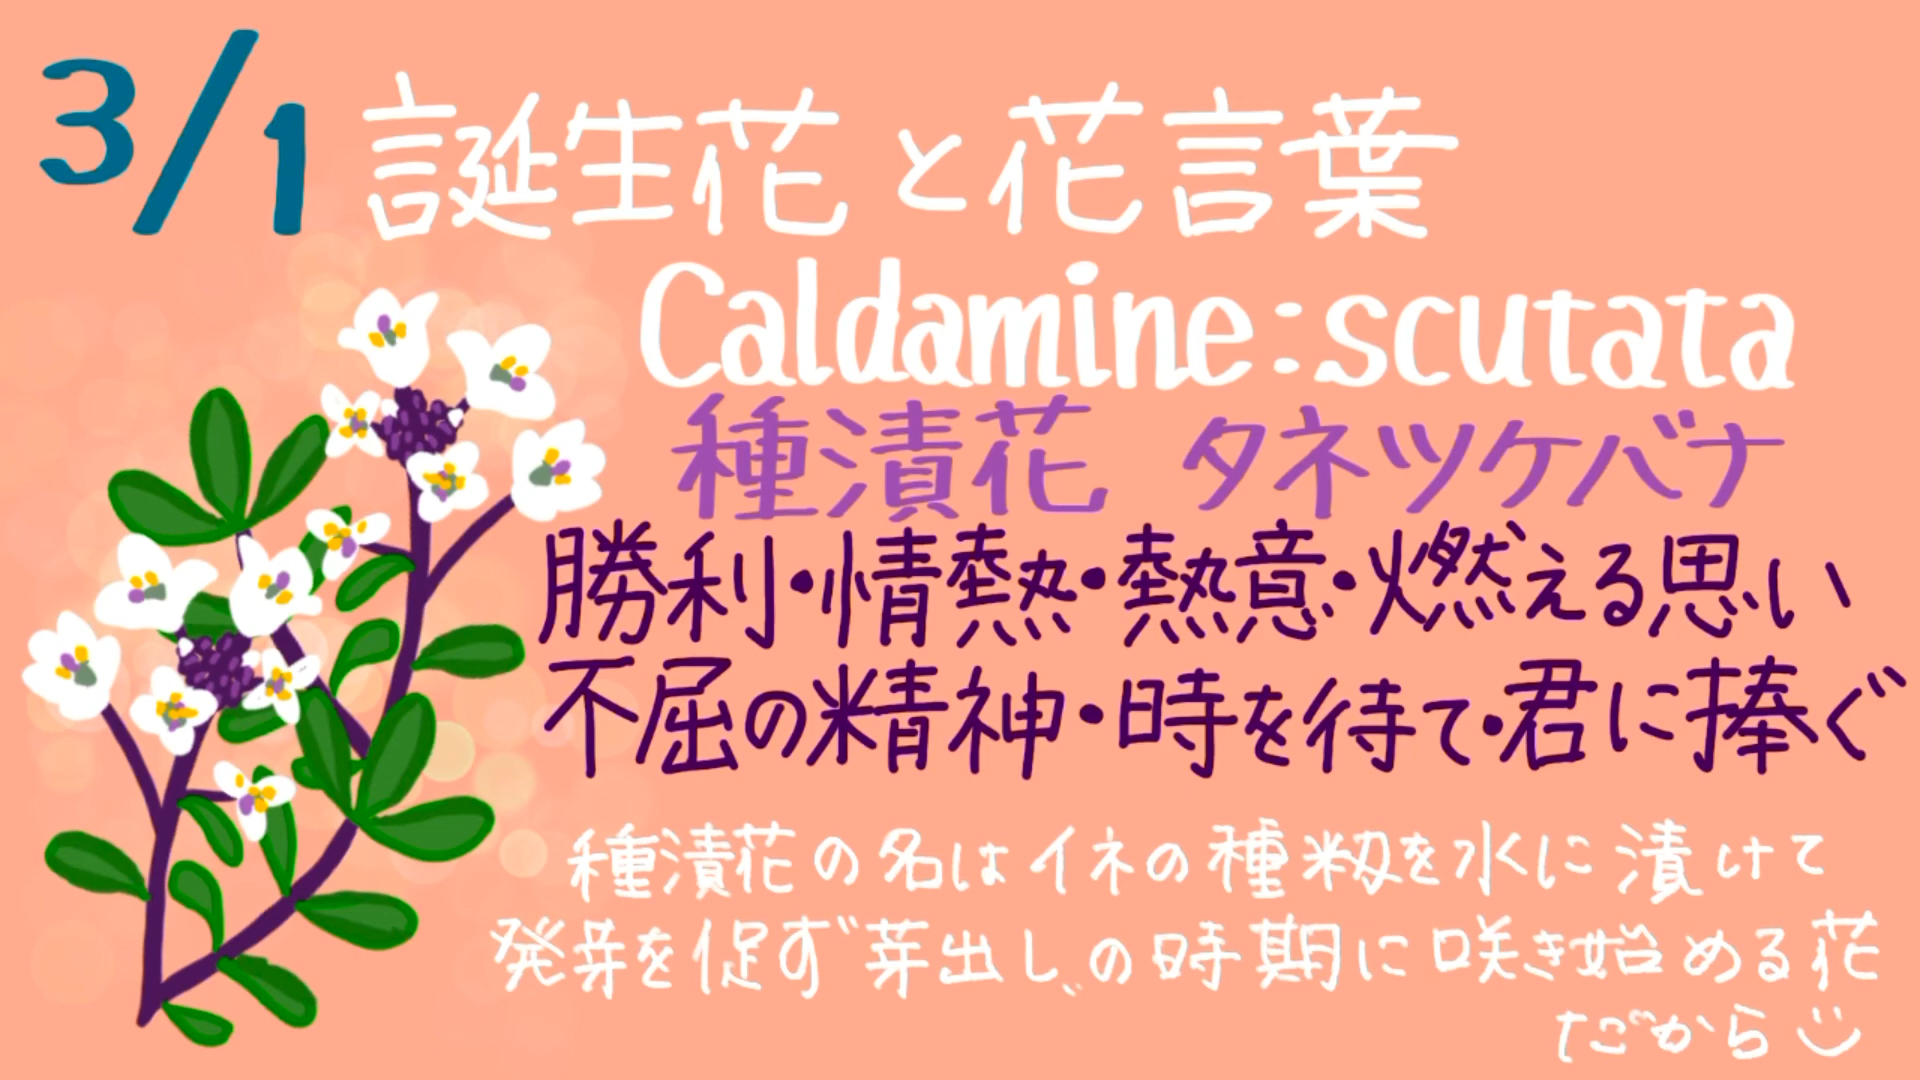 3/1 誕生花と花言葉
Caldamine:scutata
種漬花 タネツケバナ
勝利・情熱・熱意・燃える思い
不屈の精神・時を待て・君に捧ぐ
種漬花の名はイネの種籾を水に漬けて
発芽を促す〝芽出し〟の時期に咲き始める花
だから